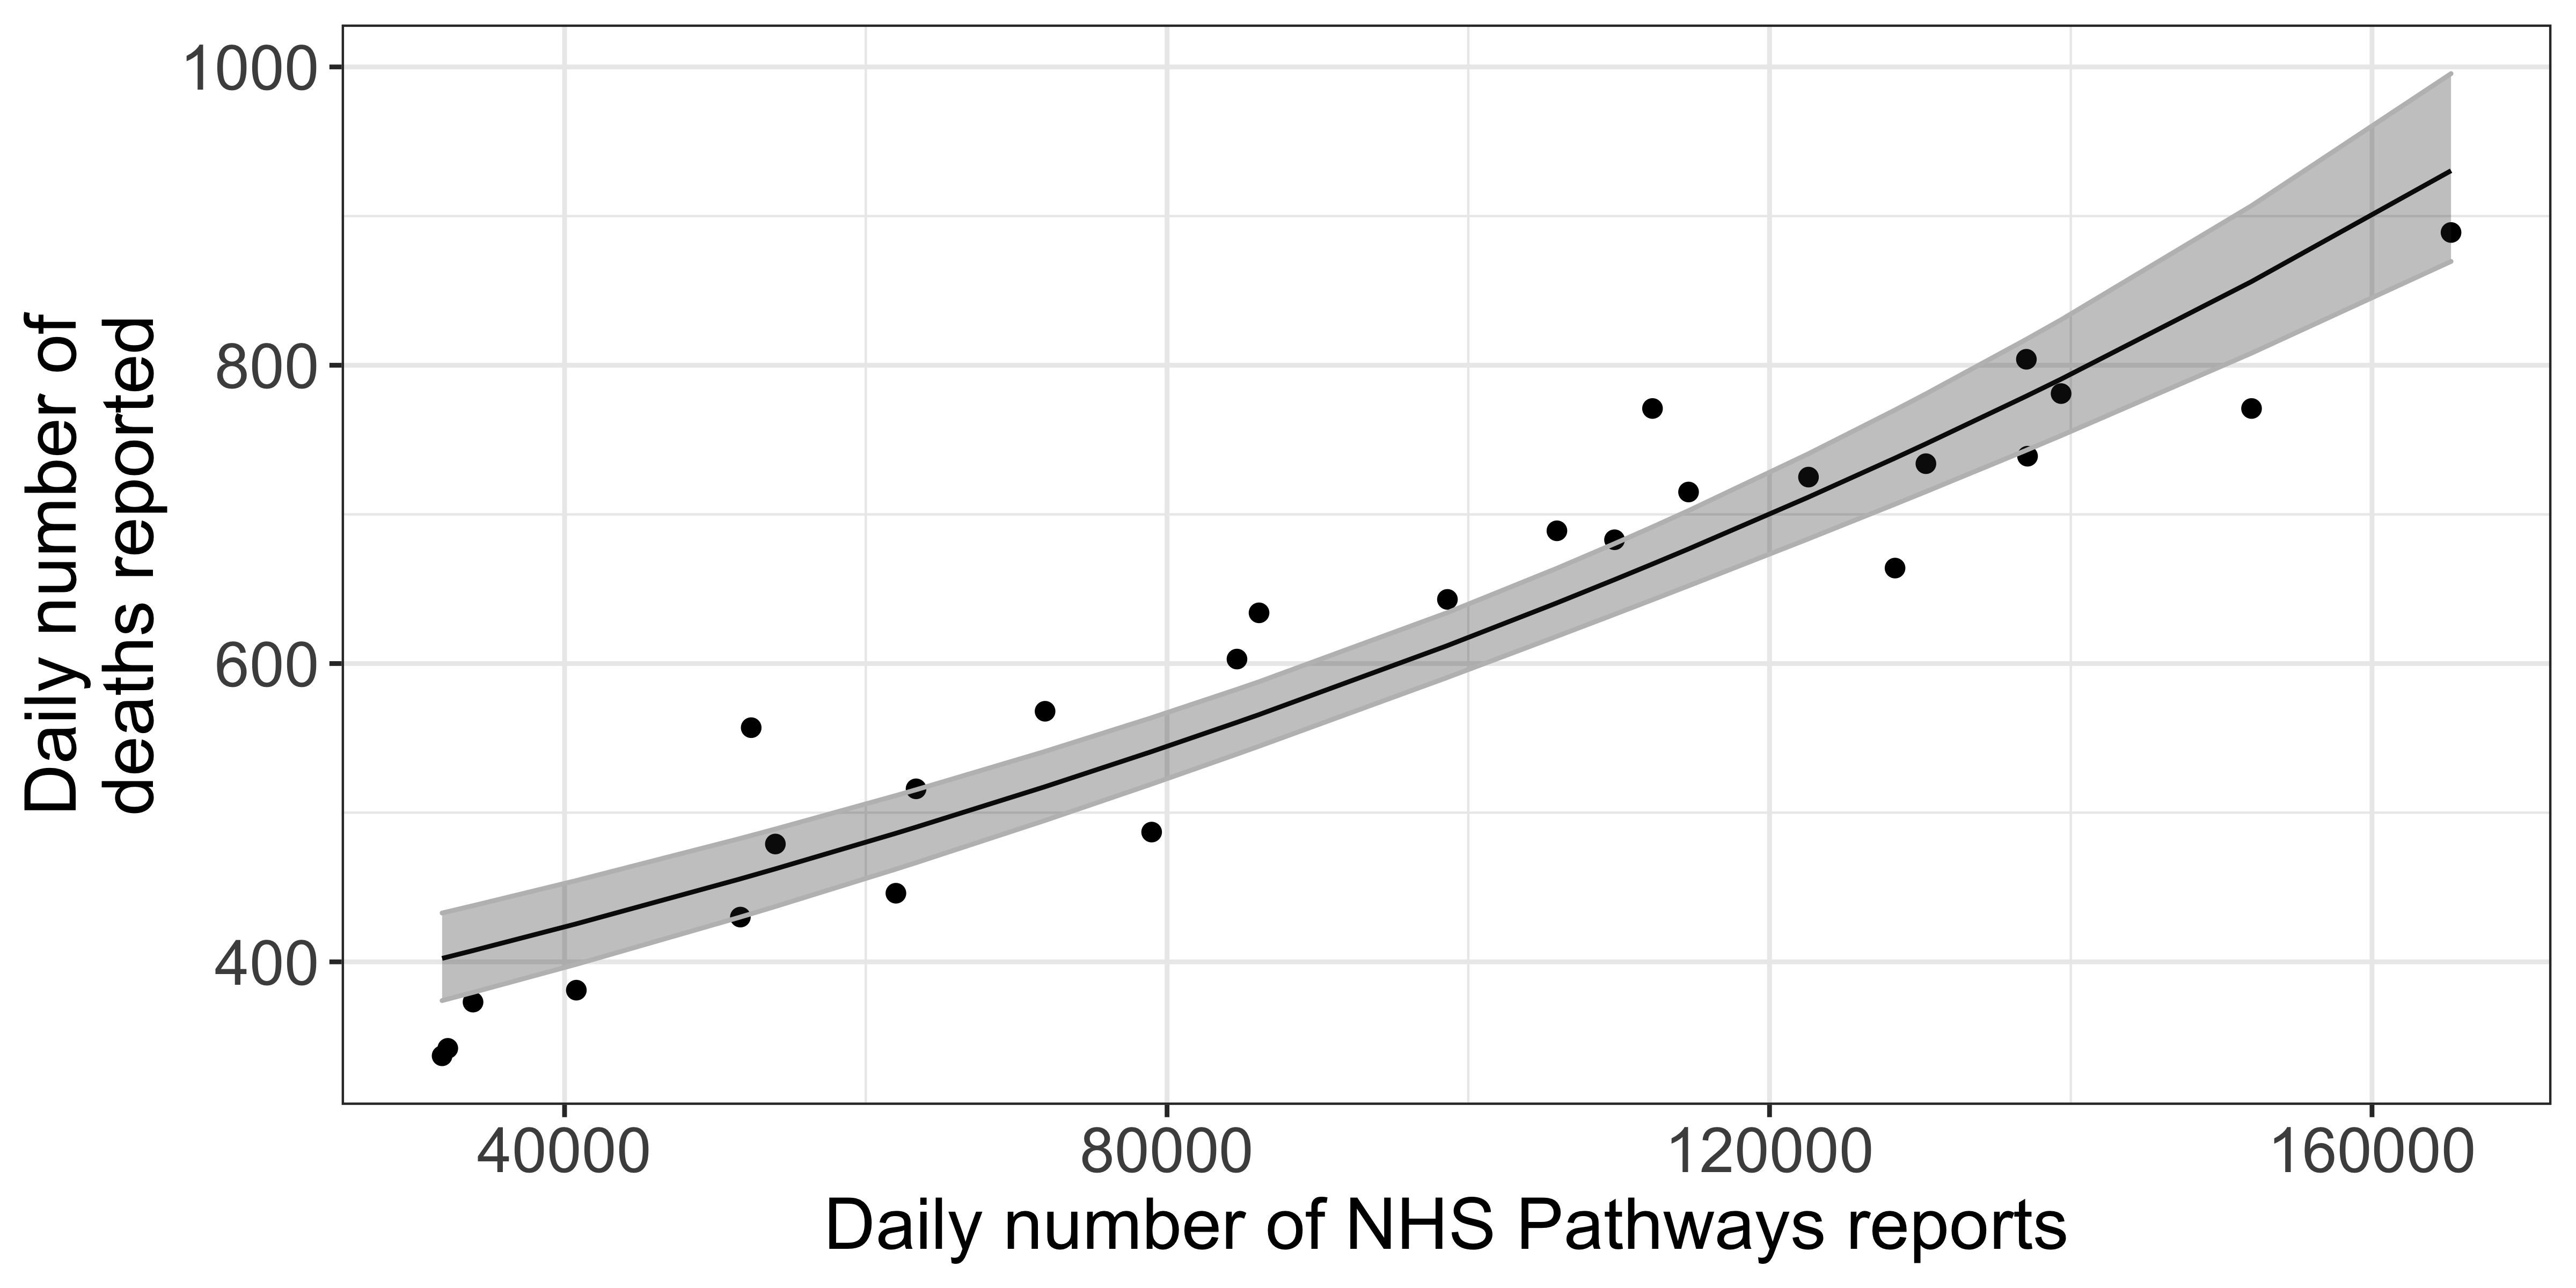 Daily number of
deaths reported
1000
800
600
400
40000 80000 120000 160000
Daily number of NHS Pathways reports